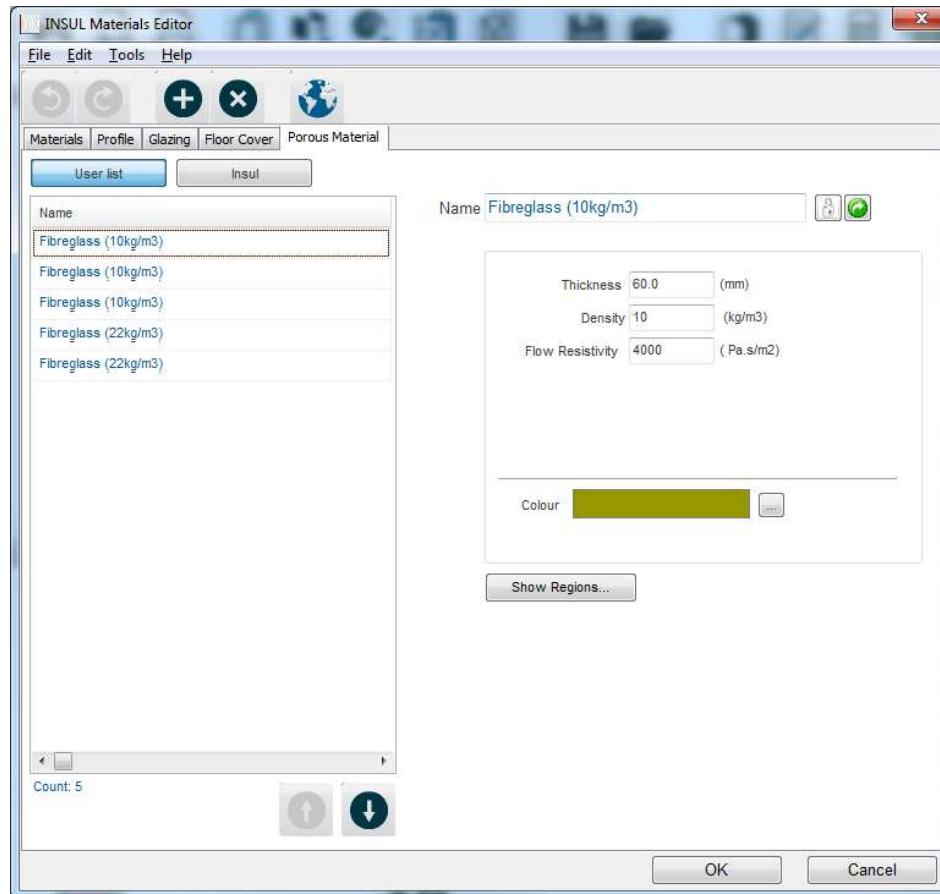 INSUL Materials Editor
File Edit Tools Help
Materials Profile Glazing Floor Cover Porous Material
User list Insul
Name
Fibreglass (10kg/m3)
Fibreglass (10kg/m3)
Fibreglass (10kg/m3)
Fibreglass (22kg/m3)
Fibreglass (22kg/m3)
Count: 5
Name Fibreglass (10kg/m3)
Thickness 60.0 (mm)
Density 10 (kg/m3)
Flow Resistivity 4000 ( Pa.s/m2)
Colour ...
Show Regions...
OK Cancel